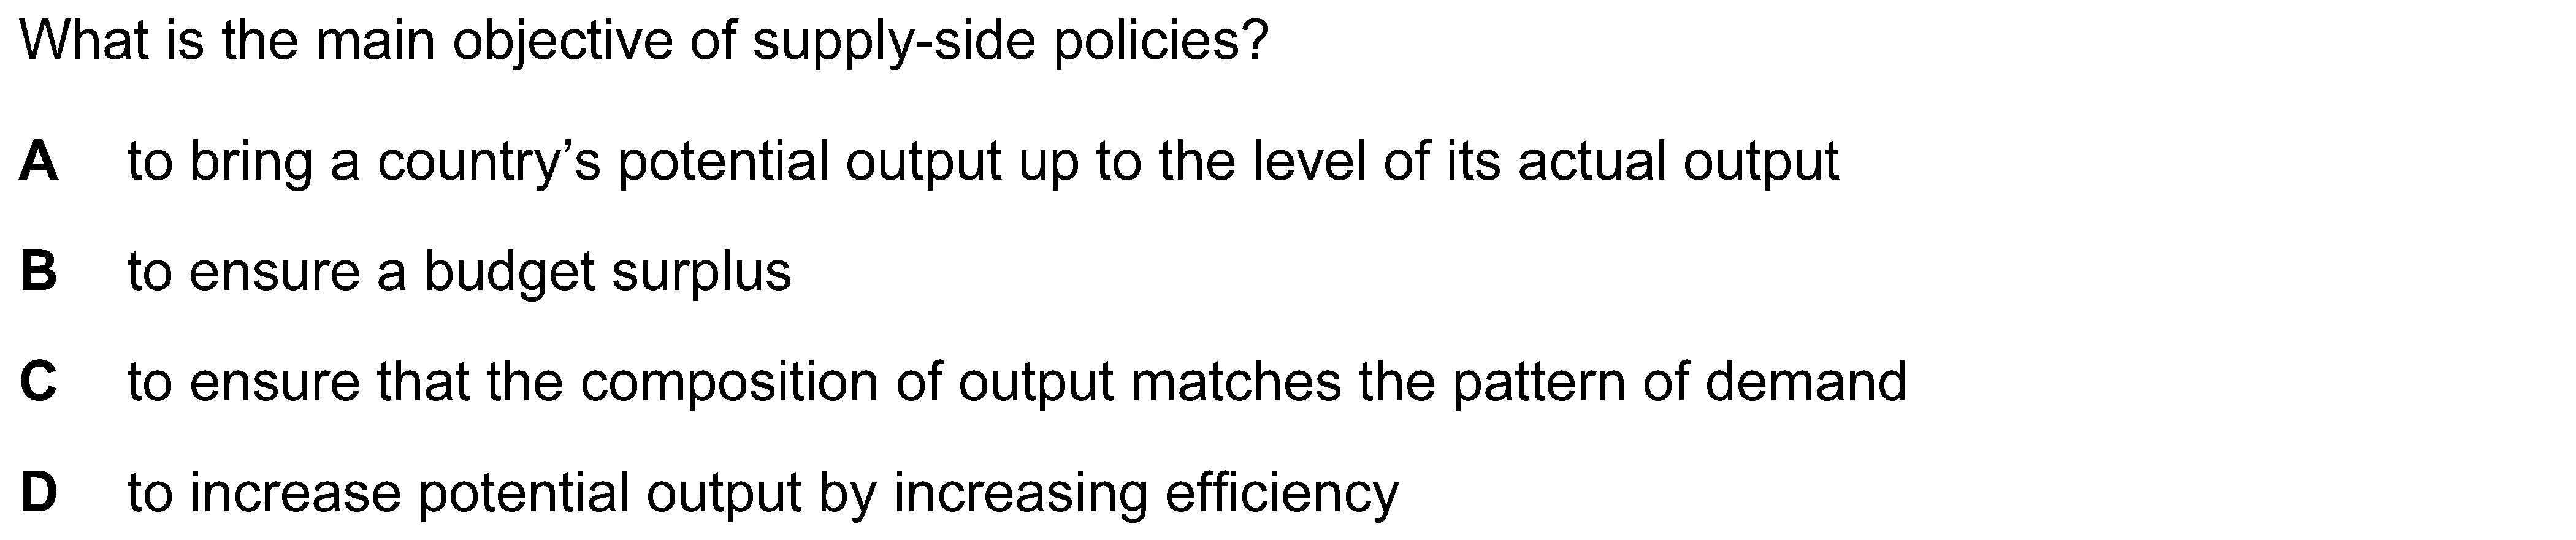 What is the main objective of supply-side policies?
A to bring a country’s potential output up to the level of its actual output
B to ensure a budget surplus
C to ensure that the composition of output matches the pattern of demand
D to increase potential output by increasing efficiency